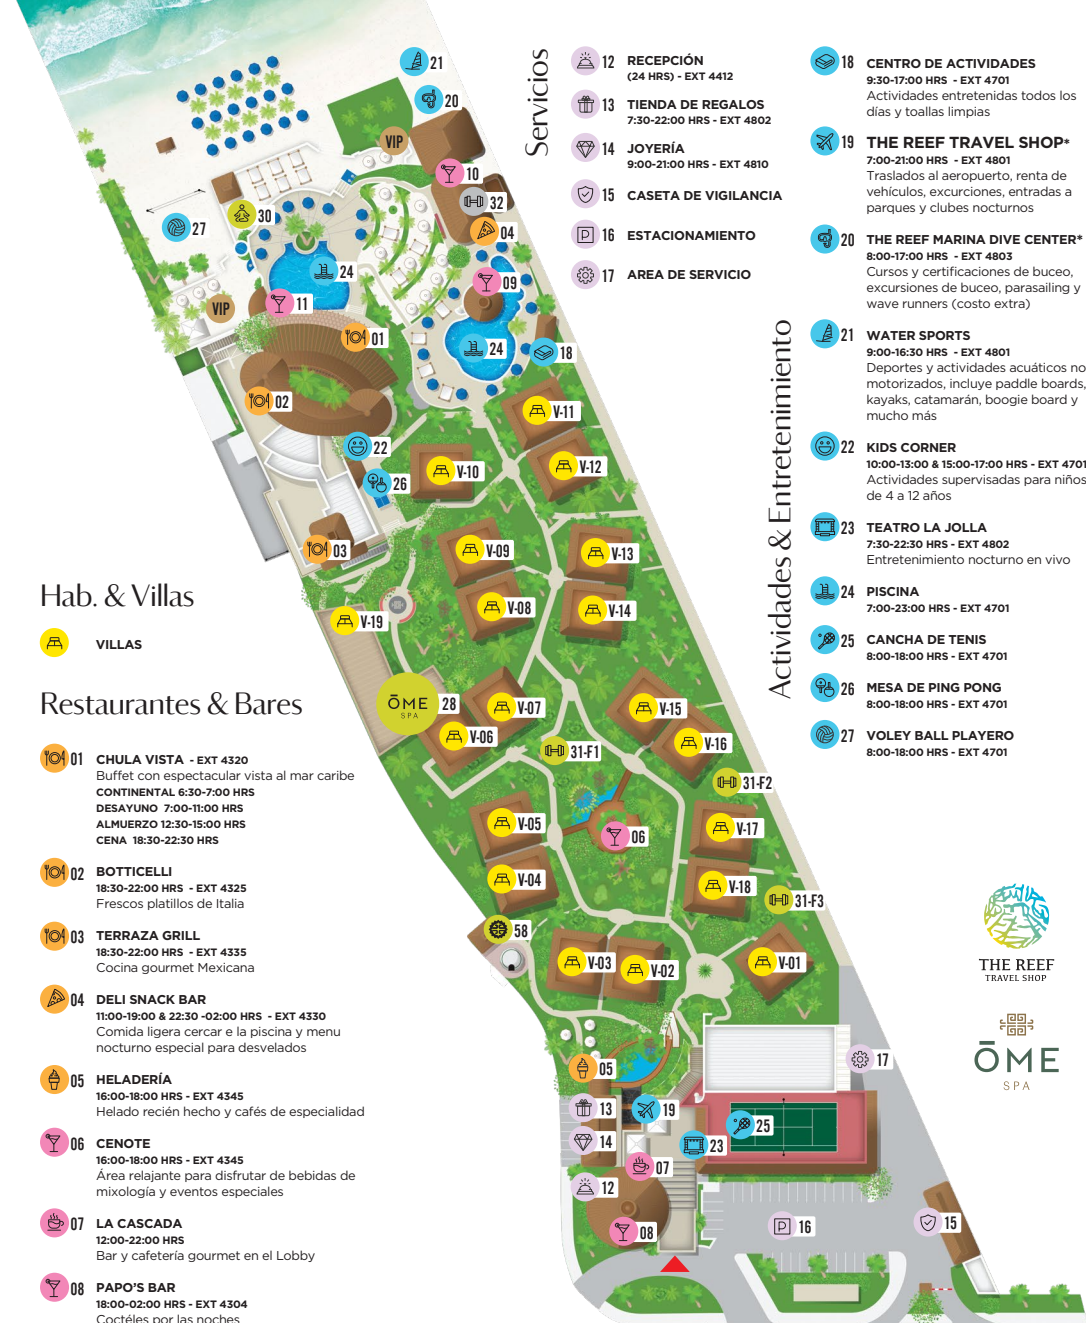 Servicios
12 RECEPCIÓN
(24 HRS) - EXT 4412
13 TIENDA DE REGALOS
7:30-22:00 HRS - EXT 4802
14 JOYERÍA
9:00-21:00 HRS - EXT 4810
15 CASETA DE VIGILANCIA
16 ESTACIONAMIENTO
17 AREA DE SERVICIO
Actividades & Entretenimiento
18 CENTRO DE ACTIVIDADES
9:30-17:00 HRS - EXT 4701
Actividades entretenidas todos los
días y toallas limpias
19 THE REEF TRAVEL SHOP*
7:00-21:00 HRS - EXT 4801
Traslados al aeropuerto, renta de
vehículos, excurciones, entradas a
parques y clubes nocturnos
20 THE REEF MARINA DIVE CENTER*
8:00-17:00 HRS - EXT 4803
Cursos y certificaciones de buceo,
excursiones de buceo, parasailing y
wave runners (costo extra)
21 WATER SPORTS
9:00-16:30 HRS - EXT 4801
Deportes y actividades acuáticos no
motorizados, incluye paddle boards,
kayaks, catamarán, boogie board y
mucho más
22 KIDS CORNER
10:00-13:00 & 15:00-17:00 HRS - EXT 4701
Actividades supervisadas para niños
de 4 a 12 años
23 TEATRO LA JOLLA
7:30-22:30 HRS - EXT 4802
Entretenimiento nocturno en vivo
24 PISCINA
7:00-23:00 HRS - EXT 4701
25 CANCHA DE TENIS
8:00-18:00 HRS - EXT 4701
26 MESA DE PING PONG
8:00-18:00 HRS - EXT 4701
27 VOLEY BALL PLAYERO
8:00-18:00 HRS - EXT 4701
Hab. & Villas
VILLAS
Restaurantes & Bares
01 CHULA VISTA - EXT 4320
Buffet con espectacular vista al mar caribe
CONTINENTAL 6:30-7:00 HRS
DESAYUNO 7:00-11:00 HRS
ALMUERZO 12:30-15:00 HRS
CENA 18:30-22:30 HRS
02 BOTTICELLI
18:30-22:00 HRS - EXT 4325
Frescos platillos de Italia
03 TERRAZA GRILL
18:30-22:00 HRS - EXT 4335
Cocina gourmet Mexicana
04 DELI SNACK BAR
11:00-19:00 & 22:30 -02:00 HRS - EXT 4330
Comida ligera cercar e la piscina y menu
nocturno especial para desvelados
05 HELADERÍA
16:00-18:00 HRS - EXT 4345
Helado recién hecho y cafés de especialidad
06 CENOTE
16:00-18:00 HRS - EXT 4345
Área relajante para disfrutar de bebidas de
mixología y eventos especiales
07 LA CASCADA
12:00-22:00 HRS
Bar y cafetería gourmet en el Lobby
08 PAPO'S BAR
18:00-02:00 HRS - EXT 4304
Coctéles por las noches
21
20
VIP
10
32
04
30
27
24
09
VIP
11
01
24
18
02
V-11
22
V-10
V-12
26
03
V-09
V-13
V-08
V-14
V-19
ŌME
SPA
28
V-07
V-15
V-06
V-16
31-F1
31-F2
V-05
06
V-17
V-04
V-18
31-F3
58
V-03
V-02
V-01
05
17
13
19
14
23
25
07
12
08
16
15
P
THE REEF
TRAVEL SHOP
ŌME
SPA